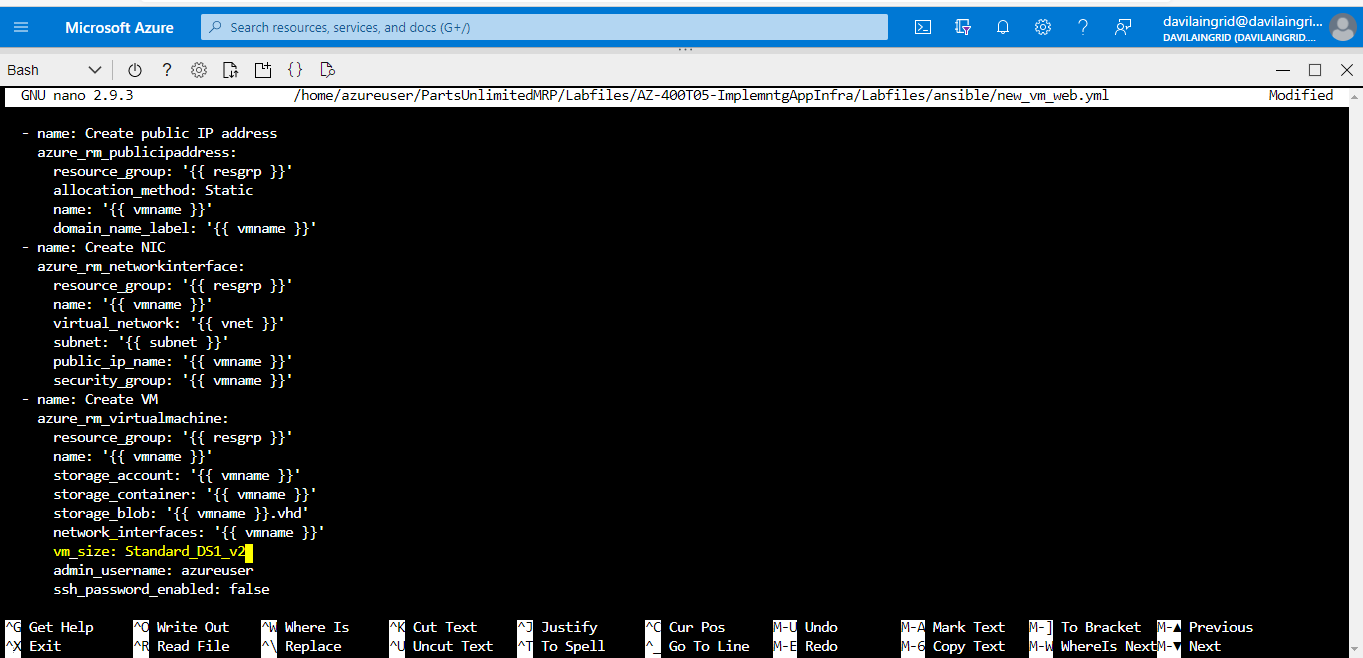 Microsoft Azure
Search resources, services, and docs (G+/)
davilaingrid@davilaingri...
DAVILAINGRID (DAVILAINGRID....
Bash
GNU nano 2.9.3 /home/azureuser/PartsUnlimitedMRP/Labfiles/AZ-400T05-ImplemntgAppInfra/Labfiles/ansible/new_vm_web.yml Modified
- name: Create public IP address
azure_rm_publicipaddress:
resource_group: '{{ resgrp }}'
allocation_method: Static
name: '{{ vmname }}'
domain_name_label: '{{ vmname }}'
- name: Create NIC
azure_rm_networkinterface:
resource_group: '{{ resgrp }}'
name: '{{ vmname }}'
virtual_network: '{{ vnet }}'
subnet: '{{ subnet }}'
public_ip_name: '{{ vmname }}'
security_group: '{{ vmname }}'
- name: Create VM
azure_rm_virtualmachine:
resource_group: '{{ resgrp }}'
name: '{{ vmname }}'
storage_account: '{{ vmname }}'
storage_container: '{{ vmname }}'
storage_blob: '{{ vmname }}.vhd'
network_interfaces: '{{ vmname }}'
vm_size: Standard_DS1_v2
admin_username: azureuser
ssh_password_enabled: false
^G Get Help ^O Write Out ^W Where Is ^K Cut Text ^J Justify ^C Cur Pos M-U Undo M-A Mark Text M-] To Bracket M-▲ Previous
^X Exit ^R Read File ^\ Replace ^U Uncut Text ^T To Spell ^_ Go To Line M-E Redo M-6 Copy Text M-W WhereIs Next M-▼ Next